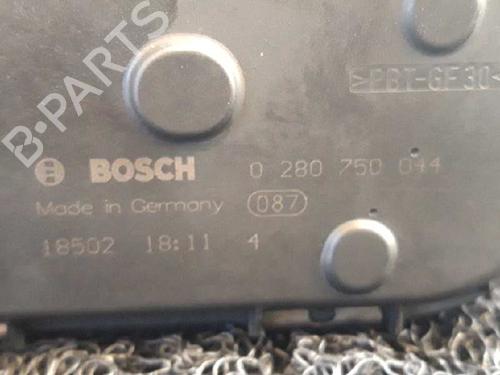 B-PARTS
>PBT-GF30
BOSCH 0 280 750 044
Made in Germany 087
18502 18:11 4